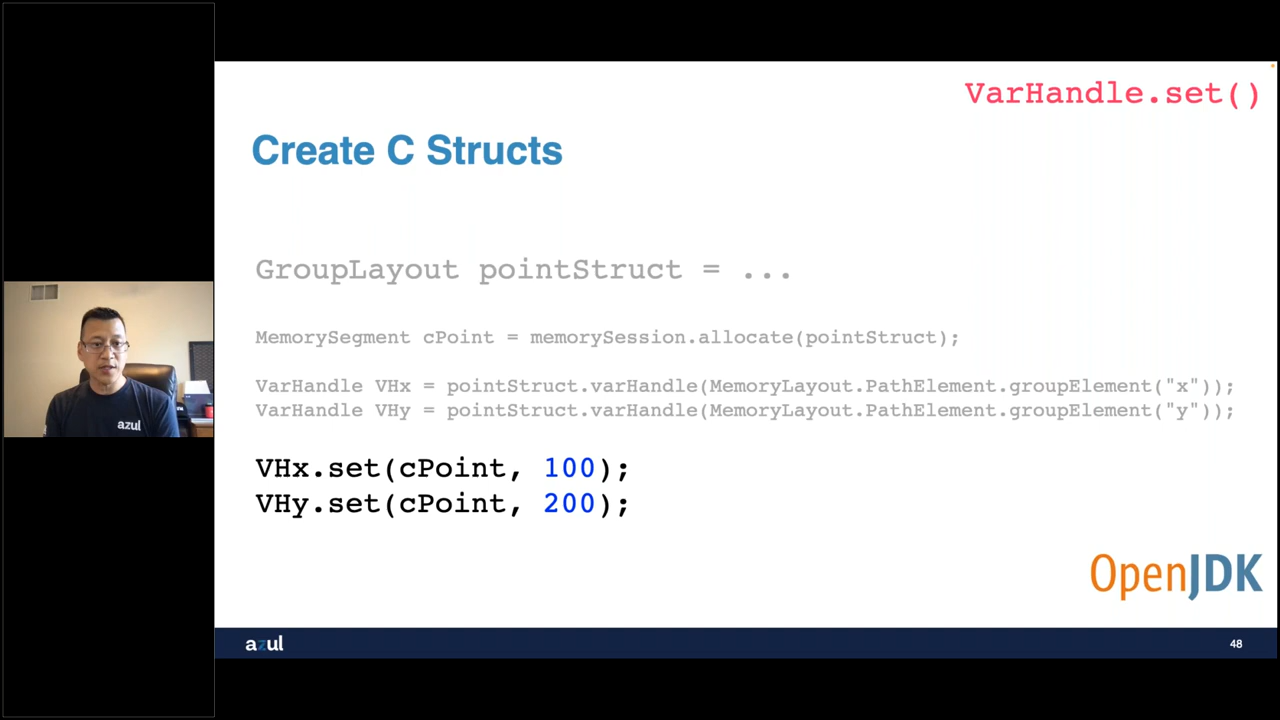 VarHandle.set()
Create C Structs
GroupLayout pointStruct = ...
MemorySegment cPoint = memorySession.allocate(pointStruct);
VarHandle VHx = pointStruct.varHandle(MemoryLayout.PathElement.groupElement("x"));
VarHandle VHy = pointStruct.varHandle(MemoryLayout.PathElement.groupElement("y"));
VHx.set(cPoint, 100);
VHy.set(cPoint, 200);
azul
OpenJDK
azul
48